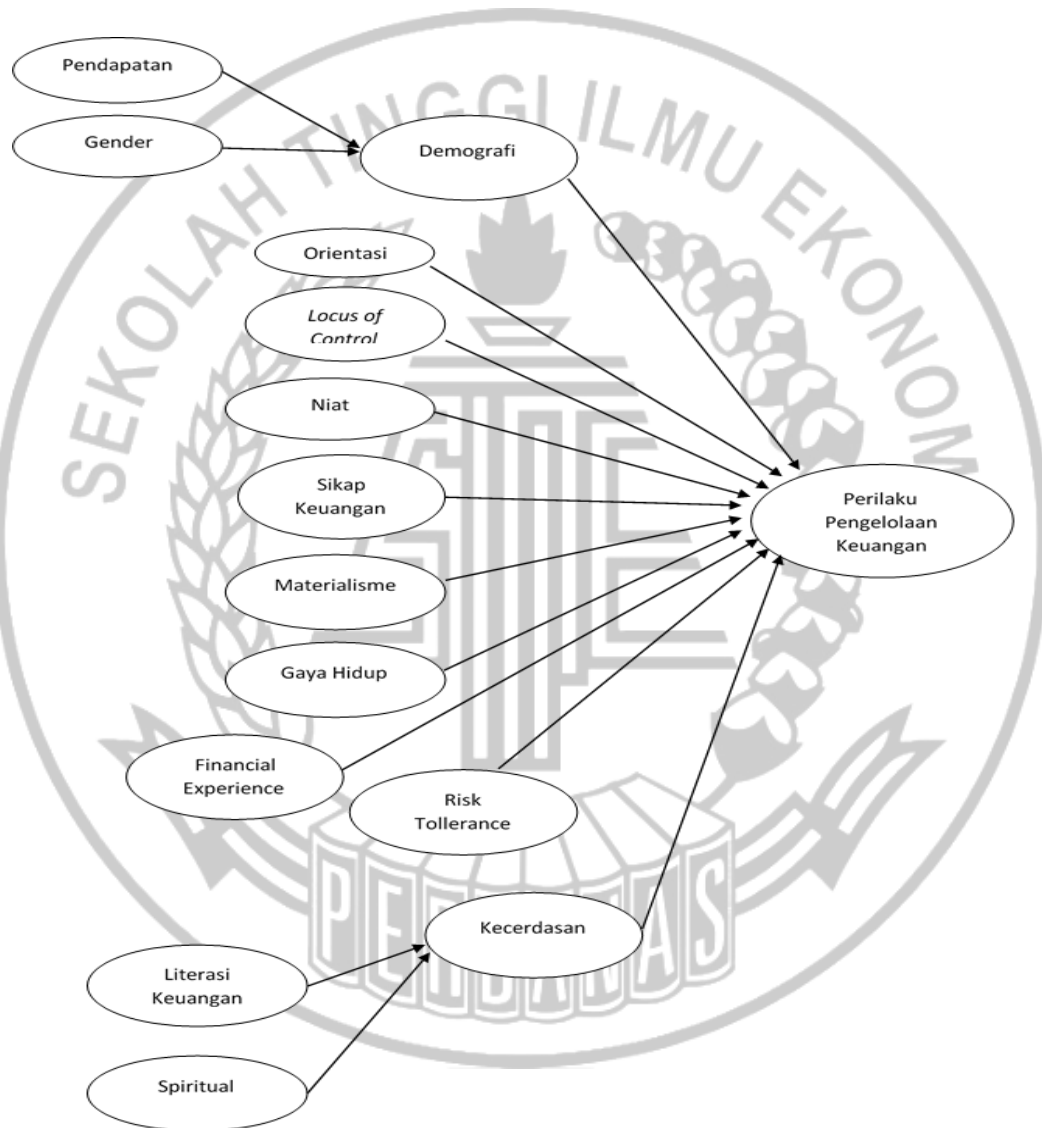 Pendapatan
Gender
Demografi
Orientasi
Locus of
Control
Niat
Sikap
Keuangan
Materialisme
Gaya Hidup
Financial
Experience
Risk
Tollerance
Kecerdasan
Literasi
Keuangan
Spiritual
Perilaku
Pengelolaan
Keuangan
SEKOLAH TINGGI ILMU EKONOM
PERBANAS